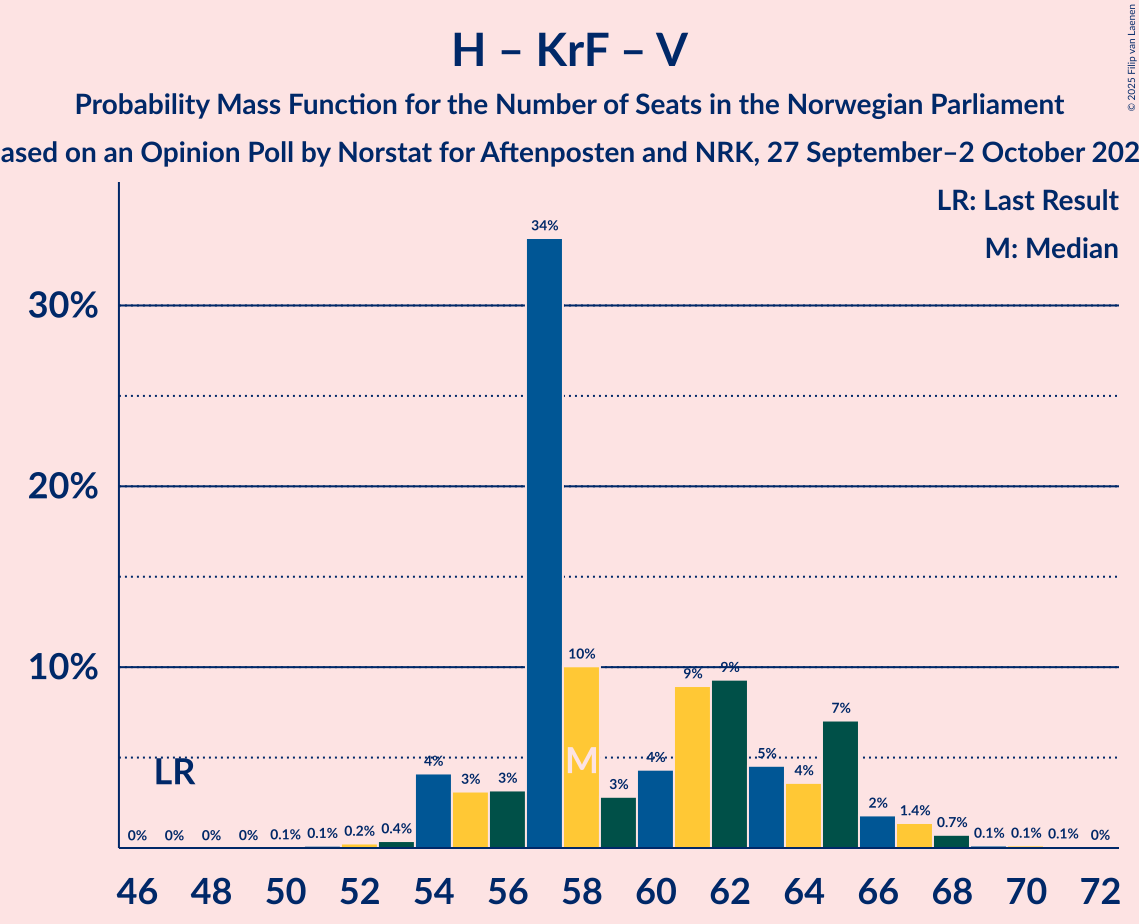 © 2025 Filip van Laenen
H – KrF – V
Probability Mass Function for the Number of Seats in the Norwegian Parliament
ased on an Opinion Poll by Norstat for Aftenposten and NRK, 27 September–2 October 202
LR: Last Result
M: Median
34%
30%
20%
10%
10%
9%
9%
7%
LR
M
0% 0% 0% 0% 0.1% 0.1% 0.2% 0.4% 4% 3% 3% 3% 4% 5% 4% 2% 1.4% 0.7% 0.1% 0.1% 0.1% 0%
46 48 50 52 54 56 58 60 62 64 66 68 70 72